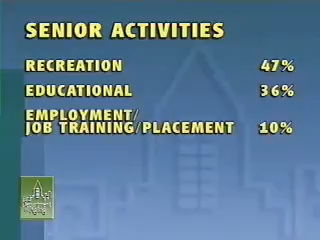 SENIOR ACTIVITIES
RECREATION 47%
EDUCATIONAL 36%
EMPLOYMENT/
JOB TRAINING/PLACEMENT 10%